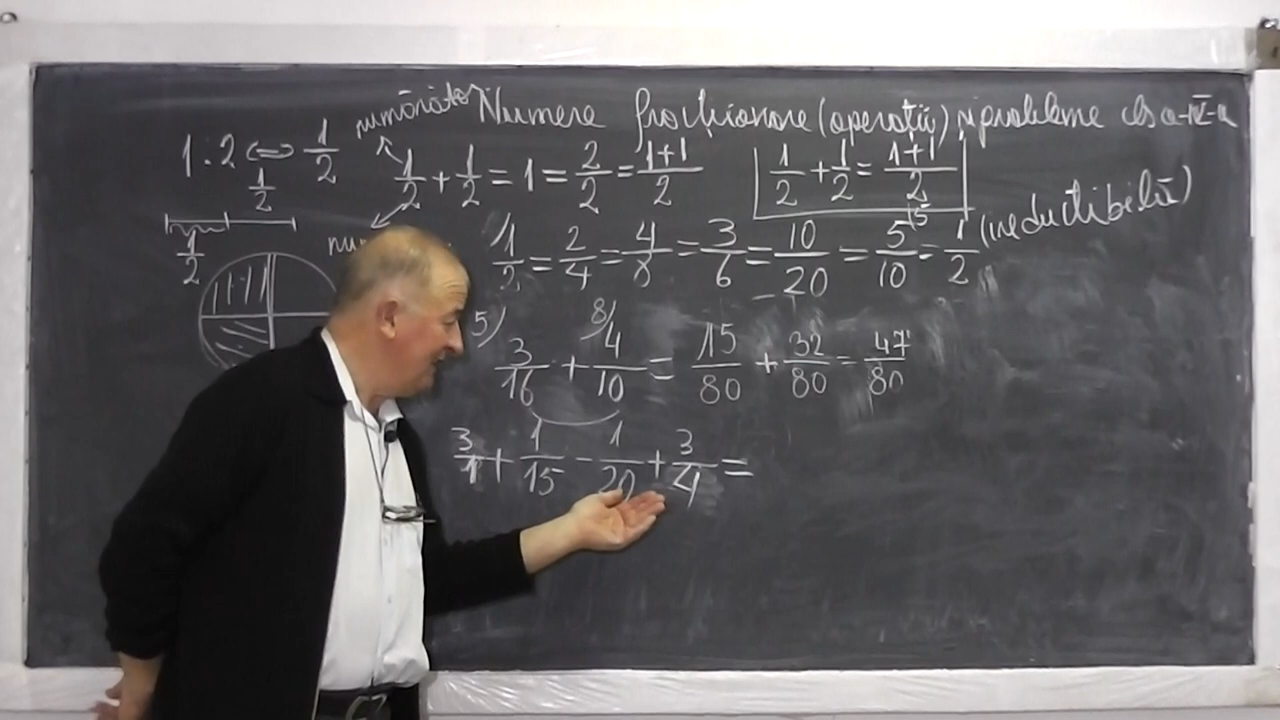 Numere fracționare (operații) și probleme cls a-IV-a
numărător
1:2 ⇔ 1/2
1/2 + 1/2 = 1 = 2/2 = (1+1)/2
1/2 + 1/2 = (1+1)/2
1/2
1/2
1/2 = 2/4 = 4/8 = 3/6 = 10/20 = 5/10 = 1/2 (ireductibilă)
5) 3/16 + 8) 4/10 = 15/80 + 32/80 = 47/80
3/1 + 1/15 - 1/20 + 3/4 =